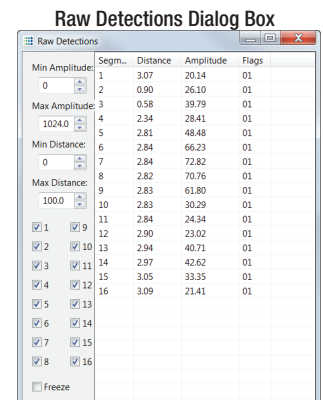 Raw Detections Dialog Box
Raw Detections
Min Amplitude:
0
Max Amplitude:
1024.0
Min Distance:
0
Max Distance:
100.0
1 9
2 10
3 11
4 12
5 13
6 14
7 15
8 16
Freeze
Segm... Distance Amplitude Flags
1 3.07 20.14 01
2 0.90 26.10 01
3 0.58 39.79 01
4 2.34 28.41 01
5 2.81 48.48 01
6 2.84 66.23 01
7 2.84 72.82 01
8 2.82 70.76 01
9 2.83 61.80 01
10 2.83 30.29 01
11 2.84 24.34 01
12 2.90 23.02 01
13 2.94 40.71 01
14 2.97 42.62 01
15 3.05 33.35 01
16 3.09 21.41 01